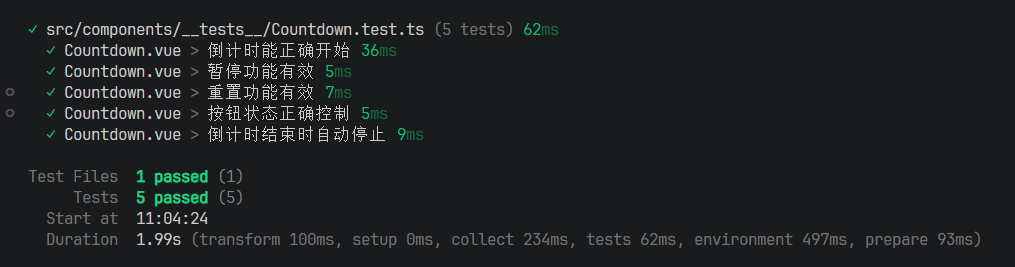 ✓ src/components/__tests__/Countdown.test.ts (5 tests) 62ms
✓ Countdown.vue > 倒计时能正确开始 36ms
✓ Countdown.vue > 暂停功能有效 5ms
✓ Countdown.vue > 重置功能有效 7ms
✓ Countdown.vue > 按钮状态正确控制 5ms
✓ Countdown.vue > 倒计时结束时自动停止 9ms
Test Files 1 passed (1)
Tests 5 passed (5)
Start at 11:04:24
Duration 1.99s (transform 100ms, setup 0ms, collect 234ms, tests 62ms, environment 497ms, prepare 93ms)